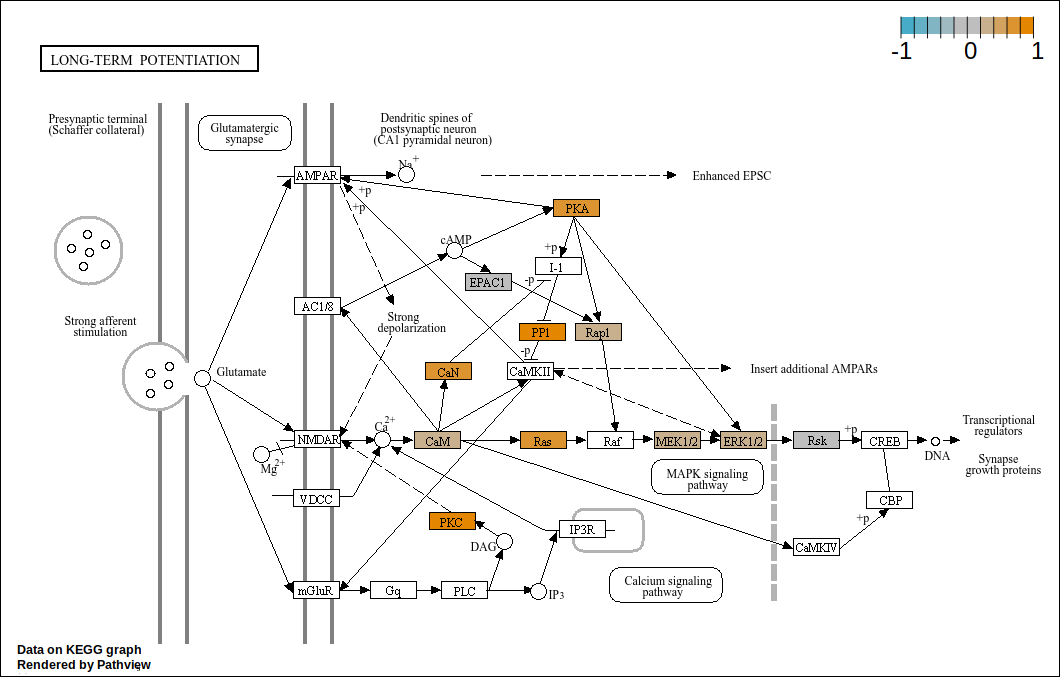 -1 0 1
LONG-TERM POTENTIATION
Presynaptic terminal
(Schaffer collateral)
Glutamatergic
synapse
Dendritic spines of
postsynaptic neuron
(CA1 pyramidal neuron)
Na+
AMPAR
Enhanced EPSC
+p
+p
PKA
cAMP
+p
I-1
EPAC1
-p
AC1/8
Strong
depolarization
Strong afferent
stimulation
PP1
Rap1
-p
Glutamate
CaN
CaMKII
Insert additional AMPARs
Ca2+
NMDAR
CaM
Ras
Raf
MEK1/2
ERK1/2
Rsk
+p
CREB
DNA
Transcriptional
regulators
Synapse
growth proteins
Mg2+
MAPK signaling
pathway
VDCC
CBP
PKC
+p
IP3R
DAG
CaMKIV
mGluR
Gq
PLC
IP3
Calcium signaling
pathway
Data on KEGG graph
Rendered by Pathview